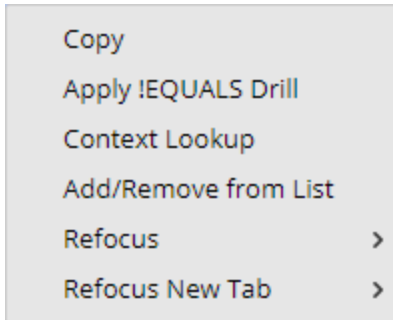 Copy
Apply !EQUALS Drill
Context Lookup
Add/Remove from List
Refocus
Refocus New Tab